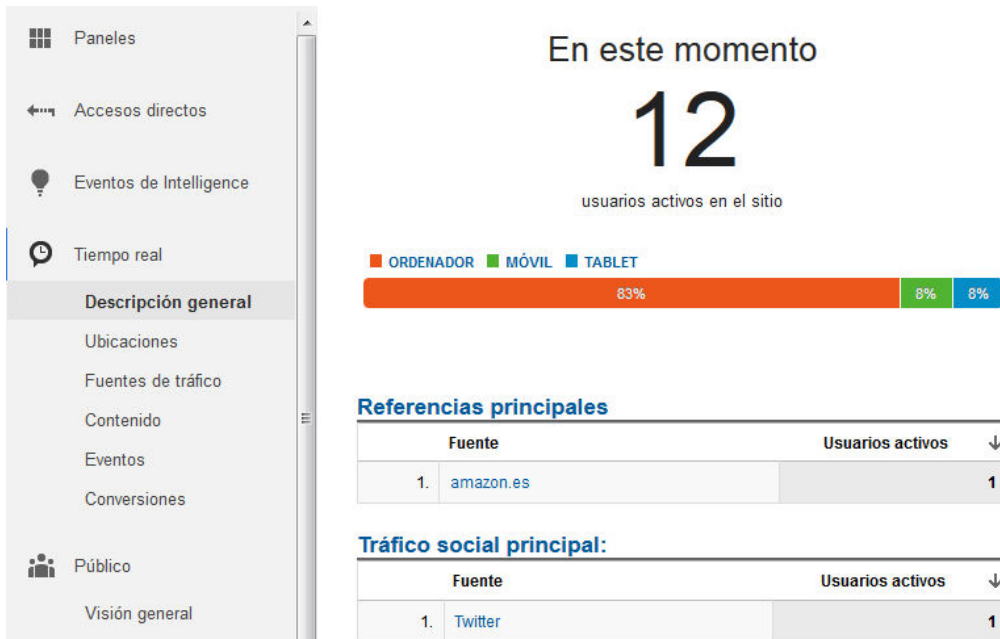 Paneles
Accesos directos
Eventos de Intelligence
Tiempo real
Descripción general
Ubicaciones
Fuentes de tráfico
Contenido
Eventos
Conversiones
Público
Visión general
En este momento
12
usuarios activos en el sitio
ORDENADOR MÓVIL TABLET
83% 8% 8%
Referencias principales
Fuente Usuarios activos
1. amazon.es 1
Tráfico social principal:
Fuente Usuarios activos
1. Twitter 1